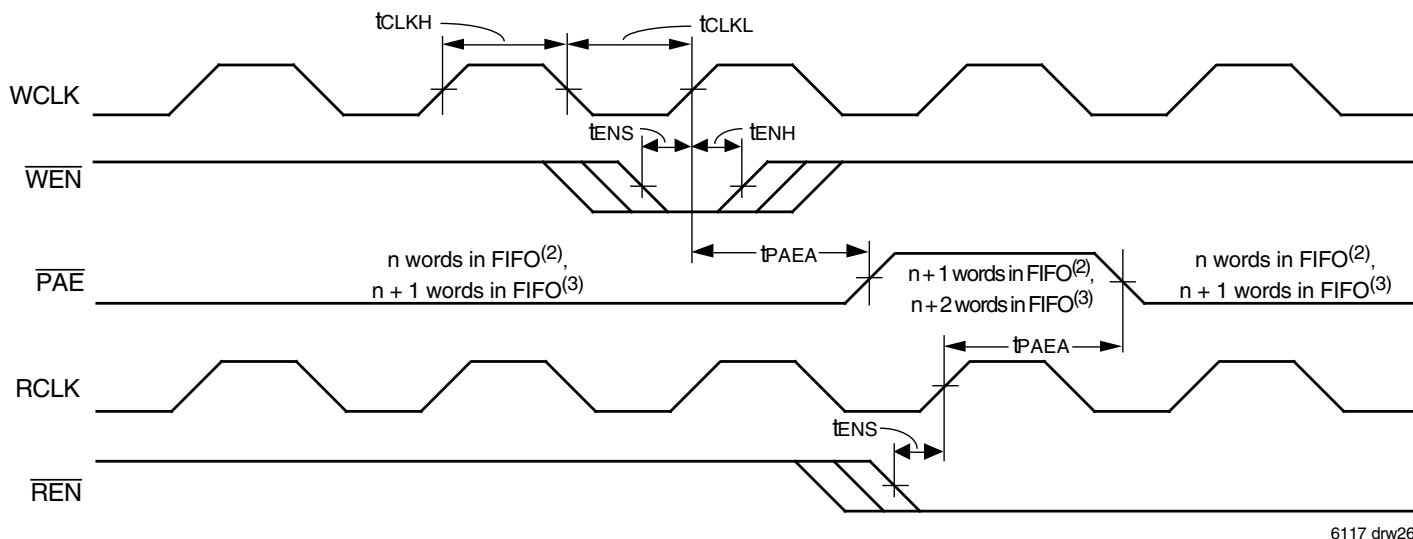 tCLKH
tCLKL
WCLK
tENS
tENH
WEN
tPAEA
PAE
n words in FIFO(2),
n + 1 words in FIFO(3)
n + 1 words in FIFO(2),
n + 2 words in FIFO(3)
n words in FIFO(2),
n + 1 words in FIFO(3)
tPAEA
RCLK
tENS
REN
6117 drw26